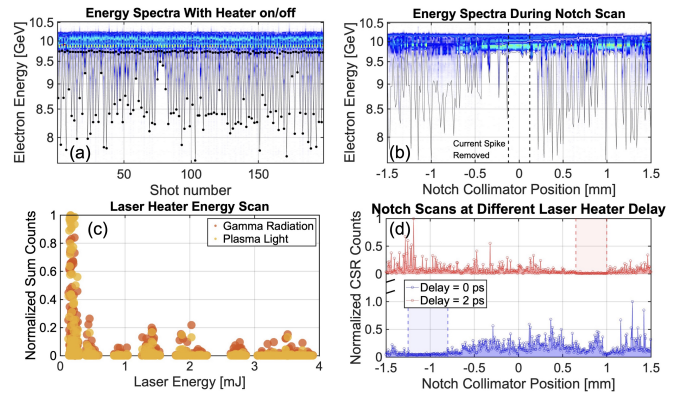 Energy Spectra With Heater on/off
Electron Energy [GeV]
10.5
10
9.5
9
8.5
8
(a)
50
100
150
Shot number
Energy Spectra During Notch Scan
Electron Energy [GeV]
10.5
10
9.5
9
8.5
8
Current Spike
Removed
(b)
-1.5
-1
-0.5
0
0.5
1
1.5
Notch Collimator Position [mm]
Laser Heater Energy Scan
Normalized Sum Counts
1
0.8
0.6
0.4
0.2
0
(c)
Gamma Radiation
Plasma Light
0
1
2
3
4
Laser Energy [mJ]
Notch Scans at Different Laser Heater Delay
Normalized CSR Counts
1
0.5
0
1.0
0.5
0
(d)
Delay = 0 ps
Delay = 2 ps
-1.5
-1
-0.5
0
0.5
1
1.5
Notch Collimator Position [mm]